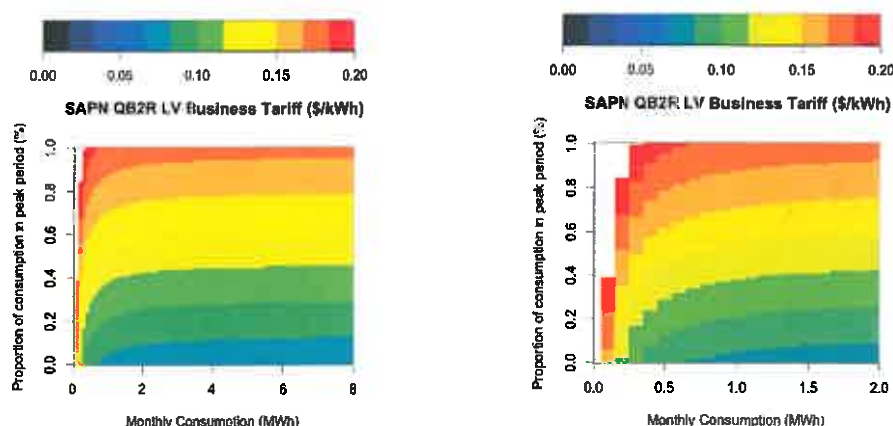 0.00 0.05 0.10 0.15 0.20
SAPN QB2R LV Business Tariff ($/kWh)
Proportion of consumption in peak period (%)
1.0
0.8
0.6
0.4
0.2
0.0
0 2 4 6 8
Monthly Consumption (MWh)
0.00 0.05 0.10 0.15 0.20
SAPN QB2R LV Business Tariff ($/kWh)
Proportion of consumption in peak period (%)
1.0
0.8
0.6
0.4
0.2
0.0
0.0 0.5 1.0 1.5 2.0
Monthly Consumption (MWh)